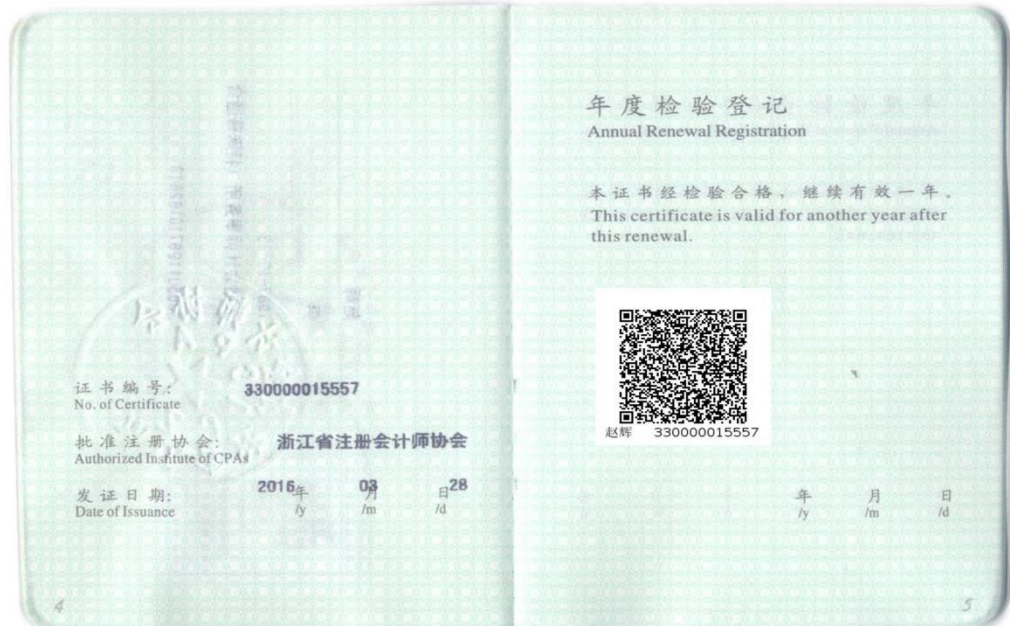 证书编号: 330000015557
No. of Certificate
批准注册协会: 浙江省注册会计师协会
Authorized Institute of CPAs
发证日期: 2016年 03月 日28
Date of Issuance /y /m /d
4
年度检验登记
Annual Renewal Registration
本证书经检验合格，继续有效一年。
This certificate is valid for another year after
this renewal.
赵辉 330000015557
年 月 日
/y /m /d
5